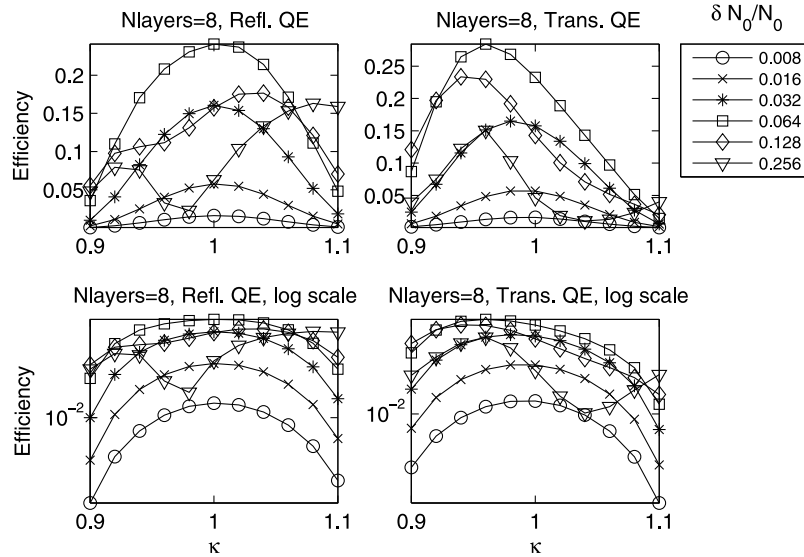 Nlayers=8, Refl. QE
Nlayers=8, Trans. QE
δ N₀/N₀
0.008
0.016
0.032
0.064
0.128
0.256
Efficiency
0.2
0.15
0.1
0.05
0.9
1
1.1
Efficiency
0.25
0.2
0.15
0.1
0.05
0.9
1
1.1
Nlayers=8, Refl. QE, log scale
Nlayers=8, Trans. QE, log scale
Efficiency
10⁻²
0.9
1
1.1
κ
Efficiency
10⁻²
0.9
1
1.1
κ